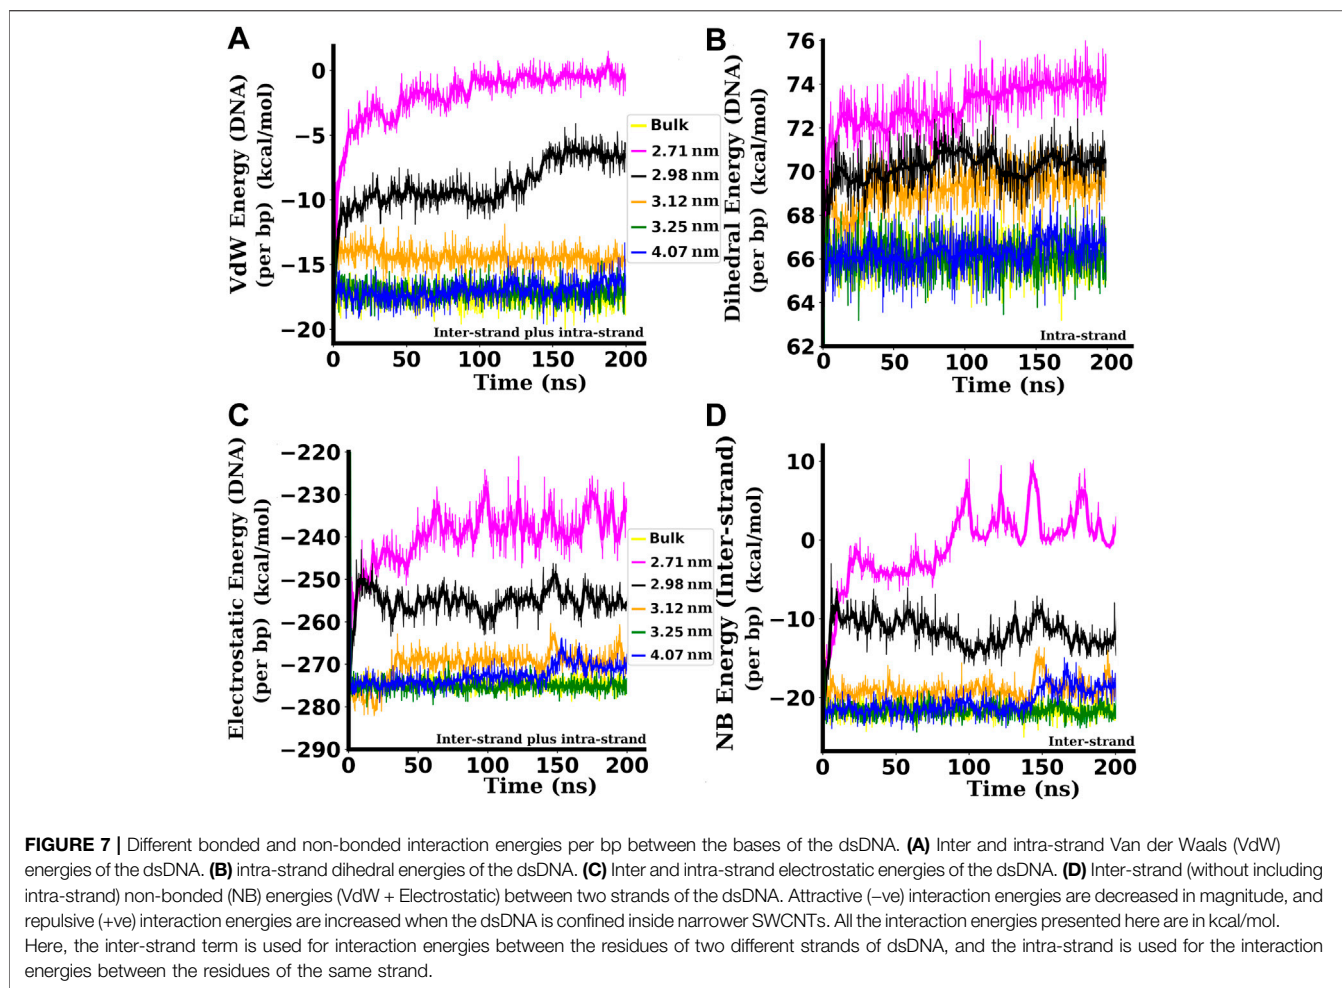 A
VdW Energy (DNA)
(per bp) (kcal/mol)
0
−5
−10
−15
−20
Inter-strand plus intra-strand
0 50 100 150 200
Time (ns)
Bulk
2.71 nm
2.98 nm
3.12 nm
3.25 nm
4.07 nm
B
Dihedral Energy (DNA)
(per bp) (kcal/mol)
76
74
72
70
68
66
64
62
Intra-strand
0 50 100 150 200
Time (ns)
C
Electrostatic Energy (DNA)
(per bp) (kcal/mol)
−220
−230
−240
−250
−260
−270
−280
−290
Inter-strand plus intra-strand
0 50 100 150 200
Time (ns)
Bulk
2.71 nm
2.98 nm
3.12 nm
3.25 nm
4.07 nm
D
NB Energy (Inter-strand)
(per bp) (kcal/mol)
10
0
−10
−20
Inter-strand
0 50 100 150 200
Time (ns)
FIGURE 7 | Different bonded and non-bonded interaction energies per bp between the bases of the dsDNA. (A) Inter and intra-strand Van der Waals (VdW)
energies of the dsDNA. (B) intra-strand dihedral energies of the dsDNA. (C) Inter and intra-strand electrostatic energies of the dsDNA. (D) Inter-strand (without including
intra-strand) non-bonded (NB) energies (VdW + Electrostatic) between two strands of the dsDNA. Attractive (−ve) interaction energies are decreased in magnitude, and
repulsive (+ve) interaction energies are increased when the dsDNA is confined inside narrower SWCNTs. All the interaction energies presented here are in kcal/mol.
Here, the inter-strand term is used for interaction energies between the residues of two different strands of dsDNA, and the intra-strand is used for the interaction
energies between the residues of the same strand.